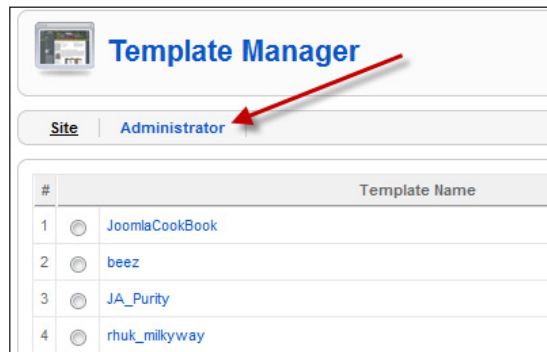 Template Manager
Site Administrator
# Template Name
1 JoomlaCookBook
2 beez
3 JA_Purity
4 rhuk_milkyway